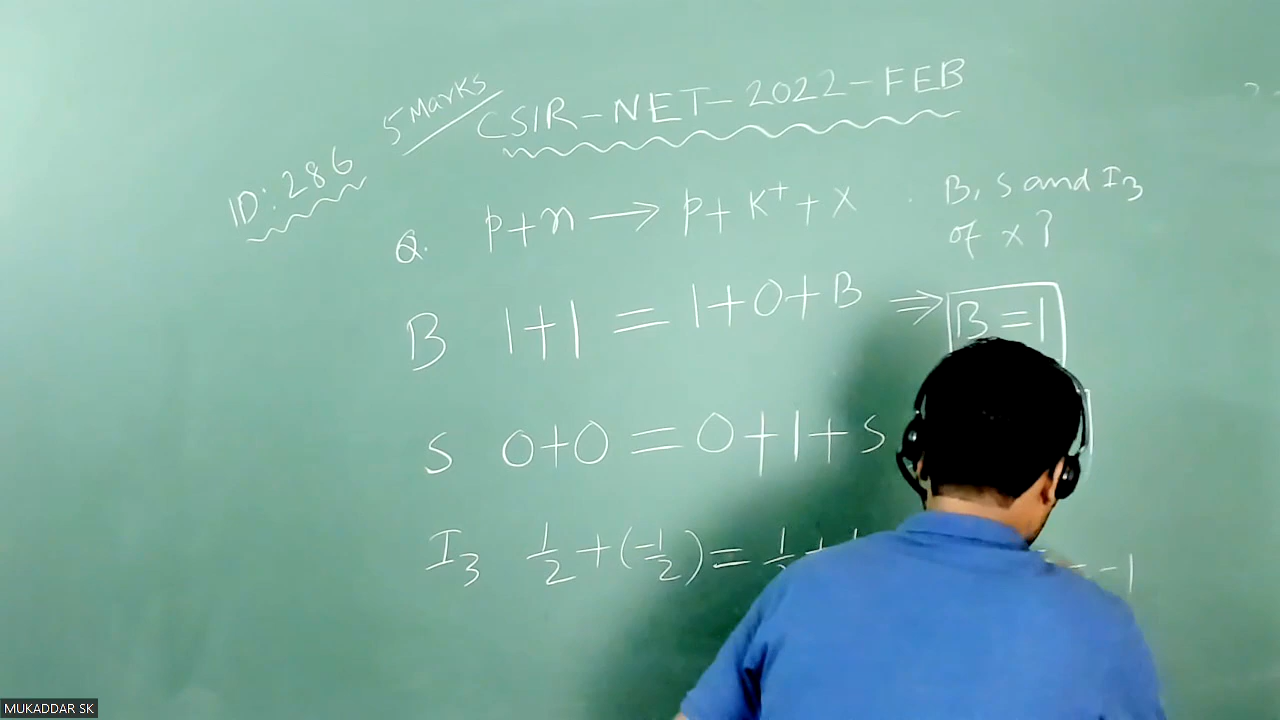 5 Marks CSIR-NET-2022-FEB
ID: 286
Q. p+n → p+K⁺+X . B, S and I₃
of X ?
B 1+1 = 1+0+B ⇒ B=1
S 0+0 = 0+1+S
I₃ 1/2 + (-1/2) = 1/2 + = -1
MUKADDAR SK